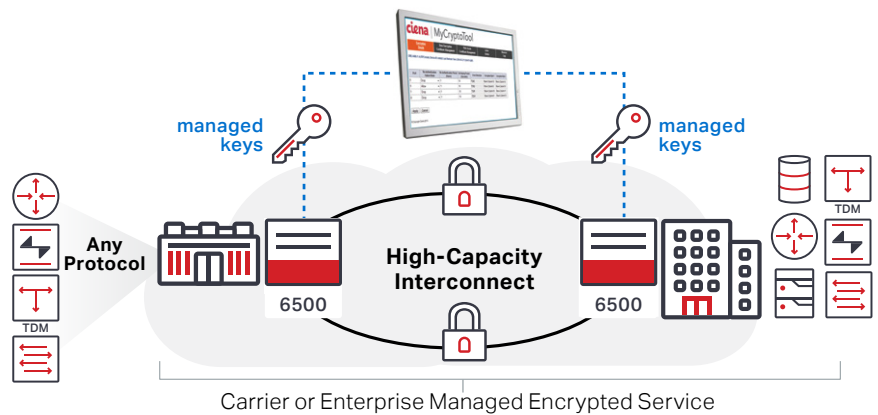 ciena | MyCryptoTool
managed
keys
managed
keys
Any
Protocol
TDM
6500
High-Capacity
Interconnect
6500
TDM
Carrier or Enterprise Managed Encrypted Service